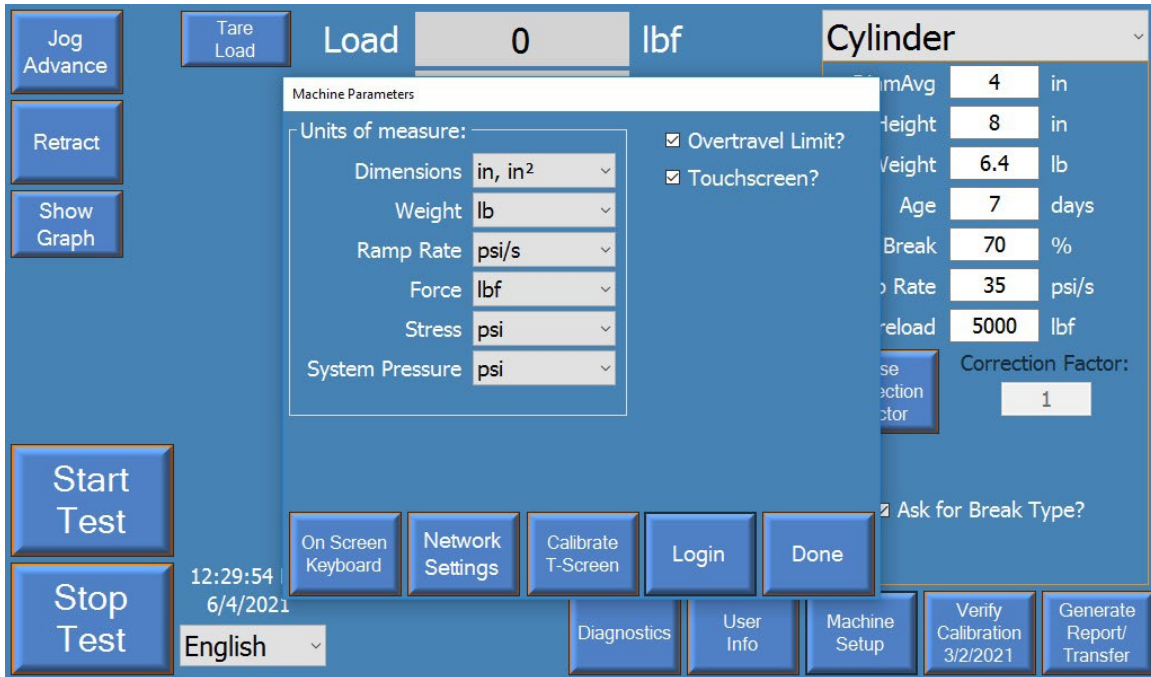 Jog
Advance
Tare
Load
Load 0 lbf
Cylinder
Retract
Show
Graph
Machine Parameters
Units of measure:
Dimensions in, in²
Weight lb
Ramp Rate psi/s
Force lbf
Stress psi
System Pressure psi
Overtravel Limit?
Touchscreen?
On Screen
Keyboard
Network
Settings
Calibrate
T-Screen
Login
Done
4 in
8 in
6.4 lb
Age 7 days
Break 70 %
Rate 35 psi/s
5000 lbf
Correction Factor:
1
Ask for Break Type?
Start
Test
Stop
Test
12:29:54
6/4/2021
English
Diagnostics
User
Info
Machine
Setup
Verify
Calibration
3/2/2021
Generate
Report/
Transfer